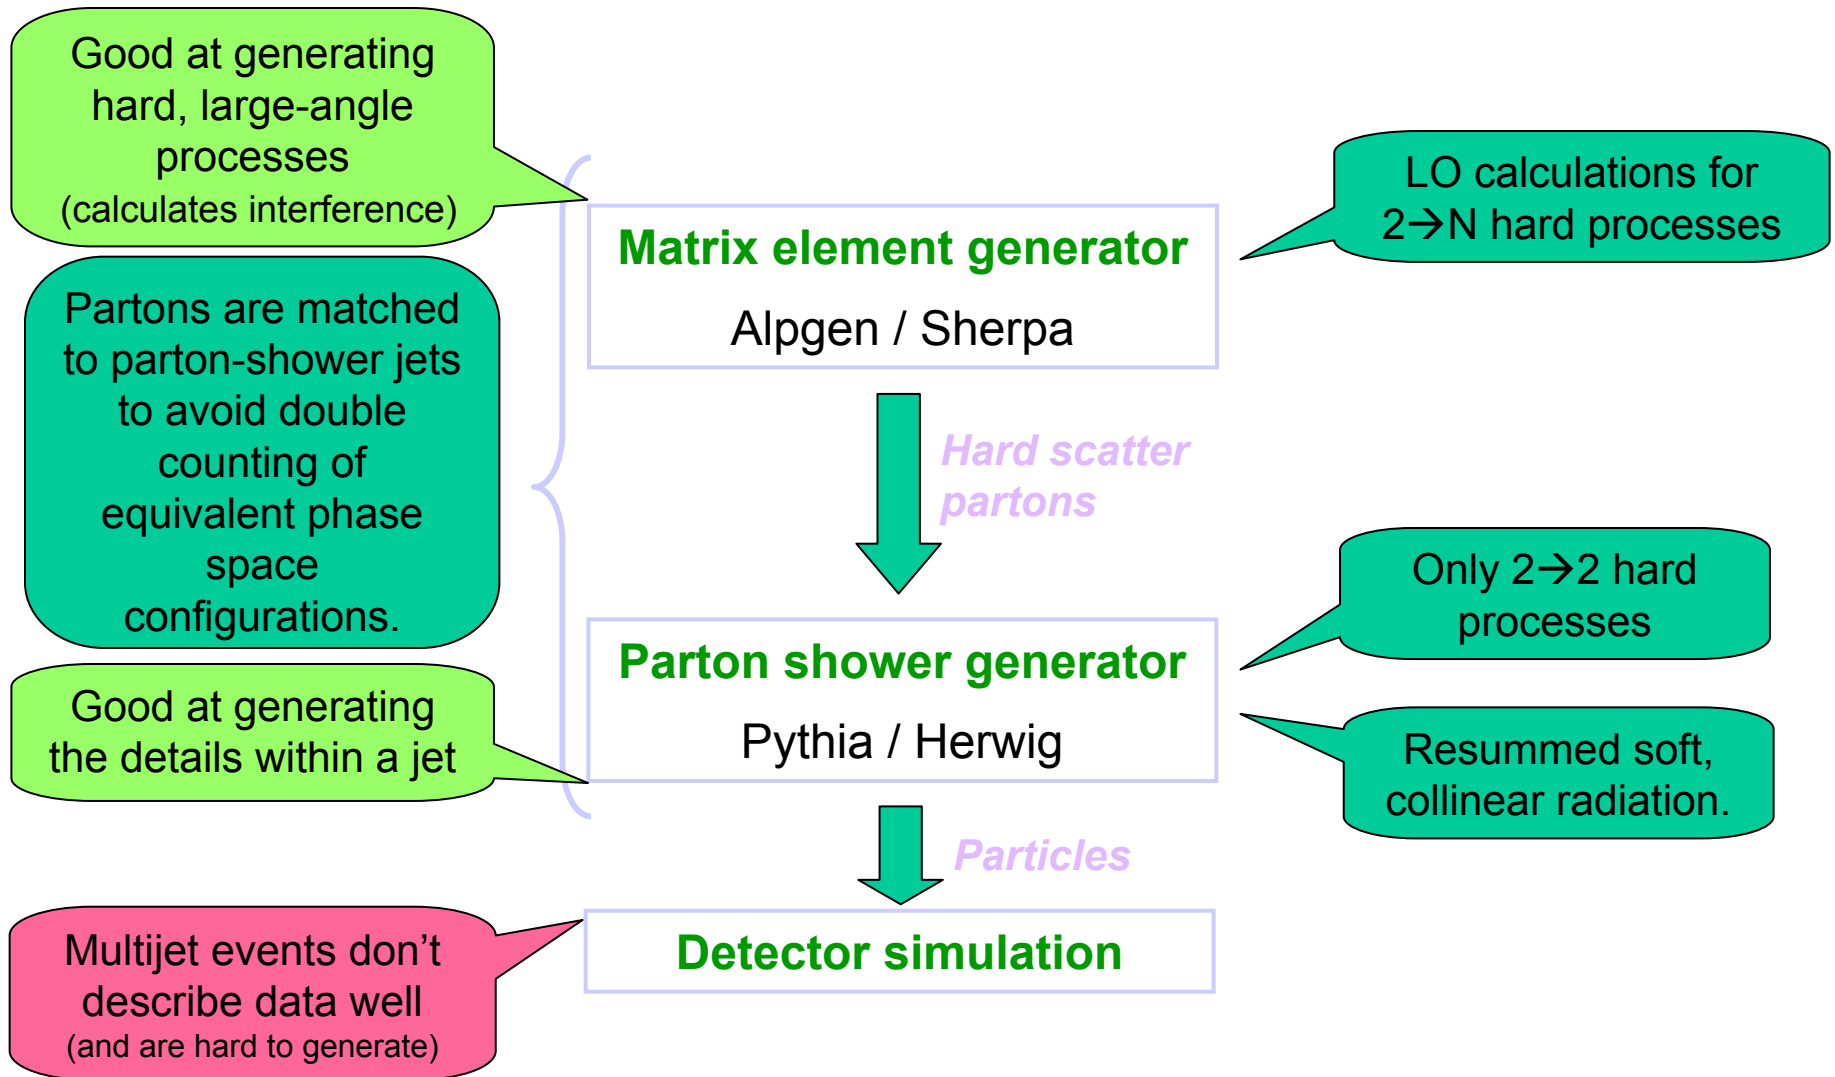 Good at generating
hard, large-angle
processes
(calculates interference)
LO calculations for
2→N hard processes
Matrix element generator
Alpgen / Sherpa
Partons are matched
to parton-shower jets
to avoid double
counting of
equivalent phase
space
configurations.
Hard scatter
partons
Only 2→2 hard
processes
Parton shower generator
Pythia / Herwig
Good at generating
the details within a jet
Resummed soft,
collinear radiation.
Particles
Multijet events don’t
describe data well
(and are hard to generate)
Detector simulation